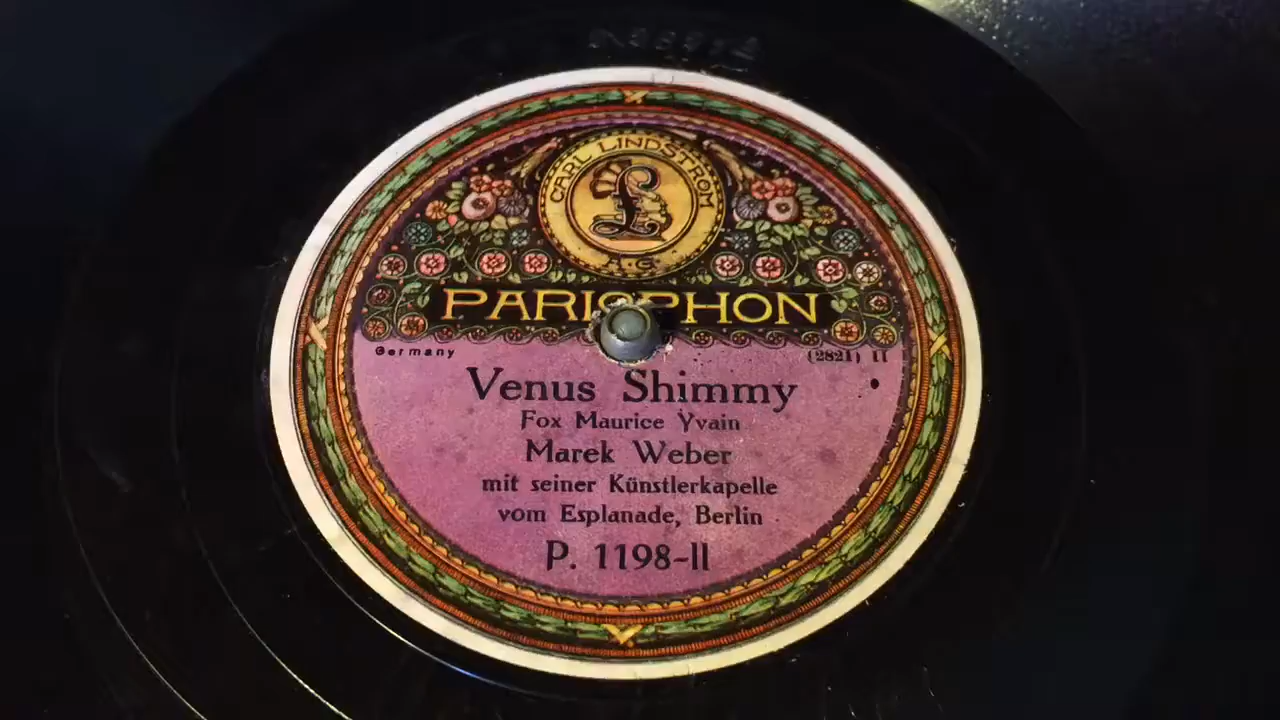 CARL LINDSTRÖM
£
A·G
PARLOPHON
Germany
(2821) II
Venus Shimmy
Fox Maurice Yvain
Marek Weber
mit seiner Künstlerkapelle
vom Esplanade, Berlin
P. 1198-II